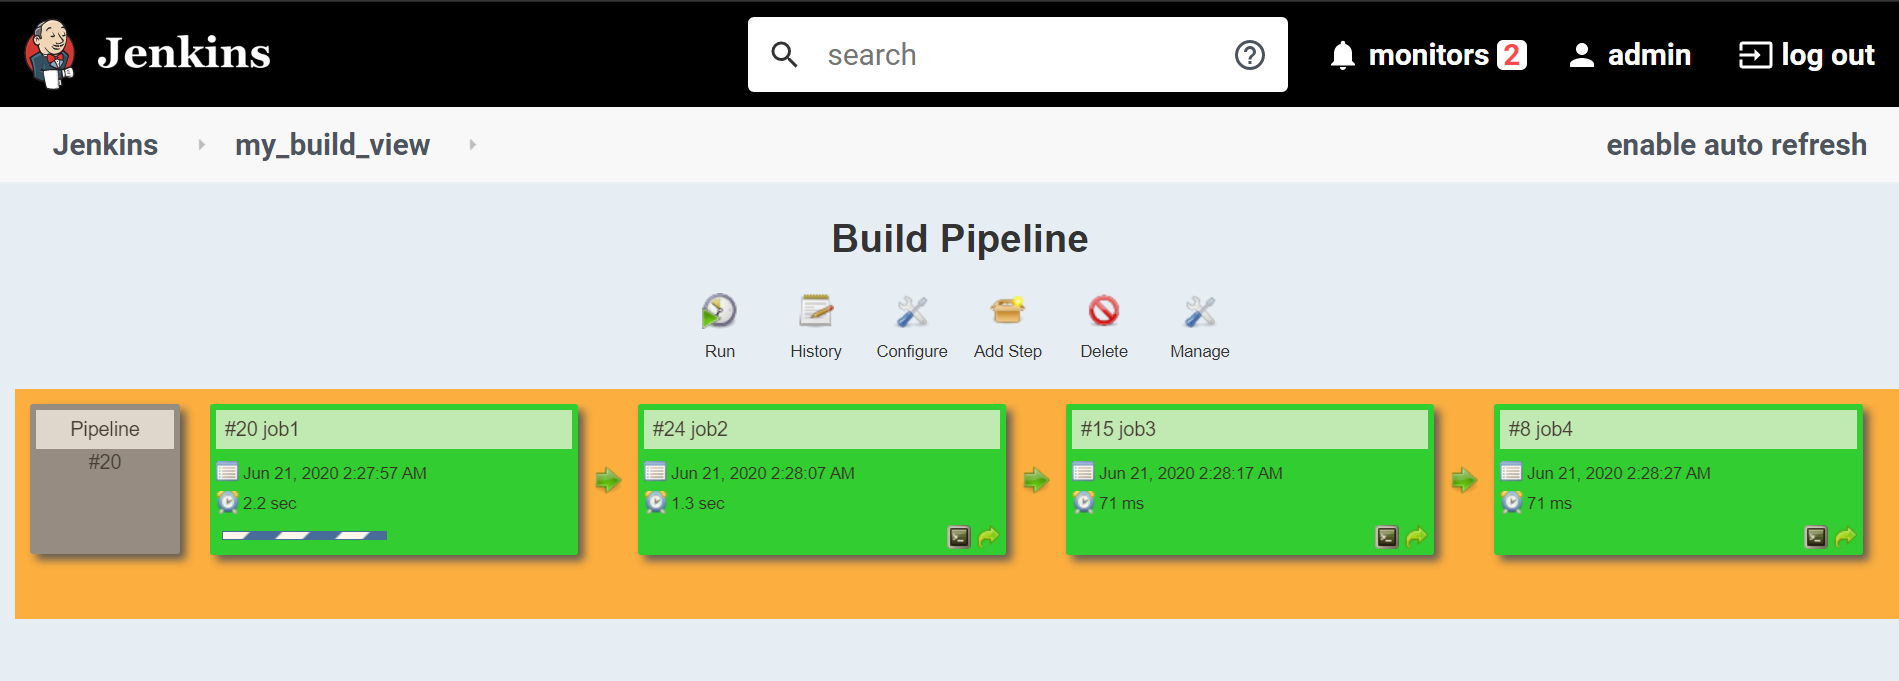 Jenkins
search
monitors 2
admin
log out
Jenkins
my_build_view
enable auto refresh
Build Pipeline
Run
History
Configure
Add Step
Delete
Manage
Pipeline
#20
#20 job1
Jun 21, 2020 2:27:57 AM
2.2 sec
#24 job2
Jun 21, 2020 2:28:07 AM
1.3 sec
#15 job3
Jun 21, 2020 2:28:17 AM
71 ms
#8 job4
Jun 21, 2020 2:28:27 AM
71 ms